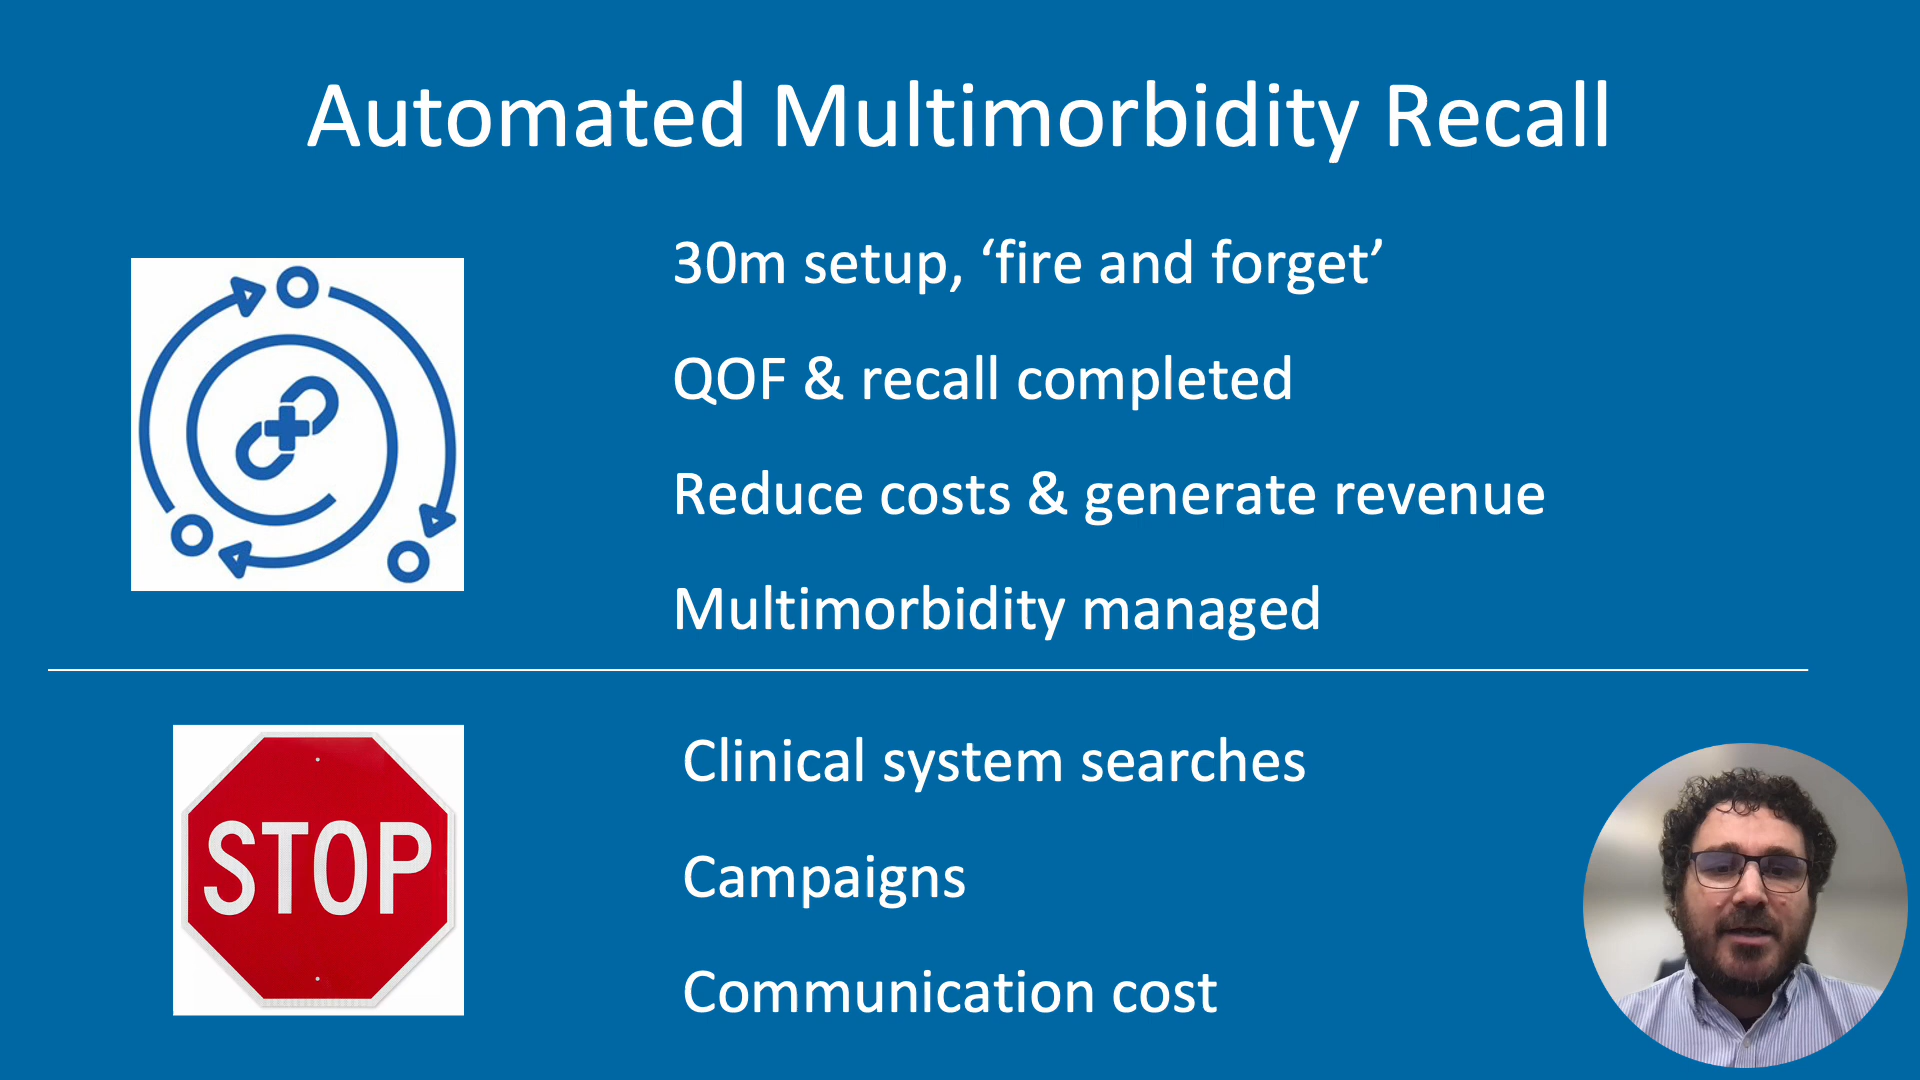 Automated Multimorbidity Recall
30m setup, ‘fire and forget’
QOF & recall completed
Reduce costs & generate revenue
Multimorbidity managed
STOP
Clinical system searches
Campaigns
Communication cost